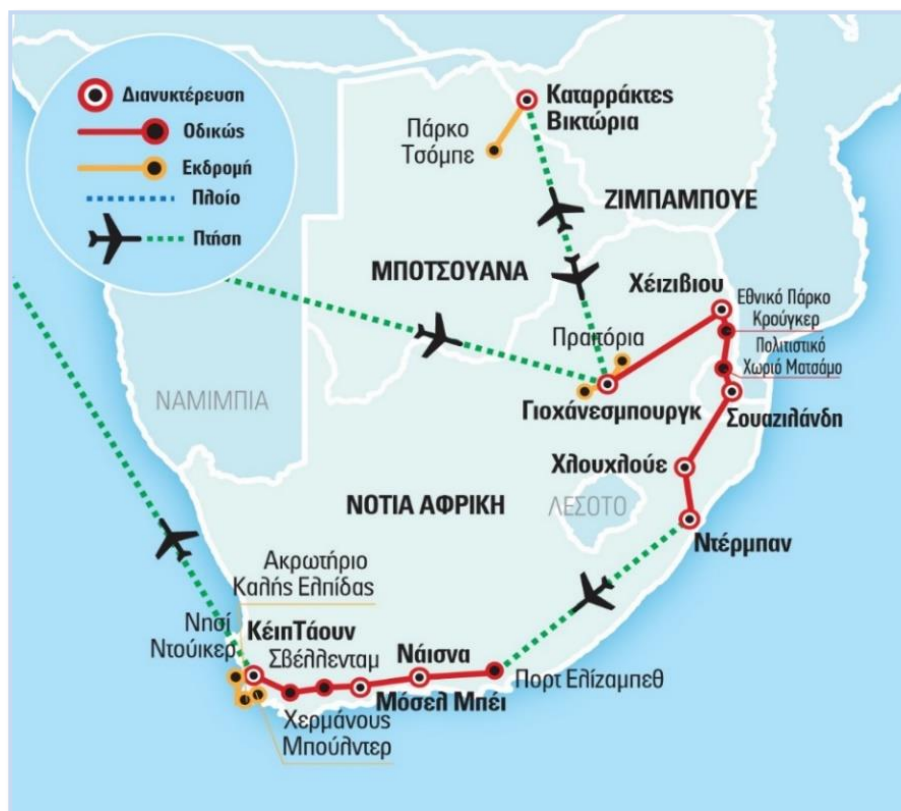 Διανυκτέρευση
Οδικώς
Εκδρομή
Πλοίο
Πτήση
Καταρράκτες
Βικτώρια
Πάρκο
Τσόμπε
ΖΙΜΠΑΜΠΟΥΕ
ΜΠΟΤΣΟΥΑΝΑ
Χέιζιβιου
Εθνικό Πάρκο
Κρούγκερ
Πολιτιστικό
Χωριό Ματσάμο
Πραιτόρια
ΝΑΜΙΜΠΙΑ
Γιοχάνεσμπουργκ
Σουαζιλάνδη
Χλουχλούε
ΝΟΤΙΑ ΑΦΡΙΚΗ
ΛΕΣΟΤΟ
Ντέρμπαν
Ακρωτήριο
Καλής Ελπίδας
Νησί
Ντούικερ
ΚέιπΤάουν
Σβέλλενταμ
Νάισνα
Πορτ Ελίζαμπεθ
Μόσελ Μπέι
Χερμάνους
Μπούλντερ